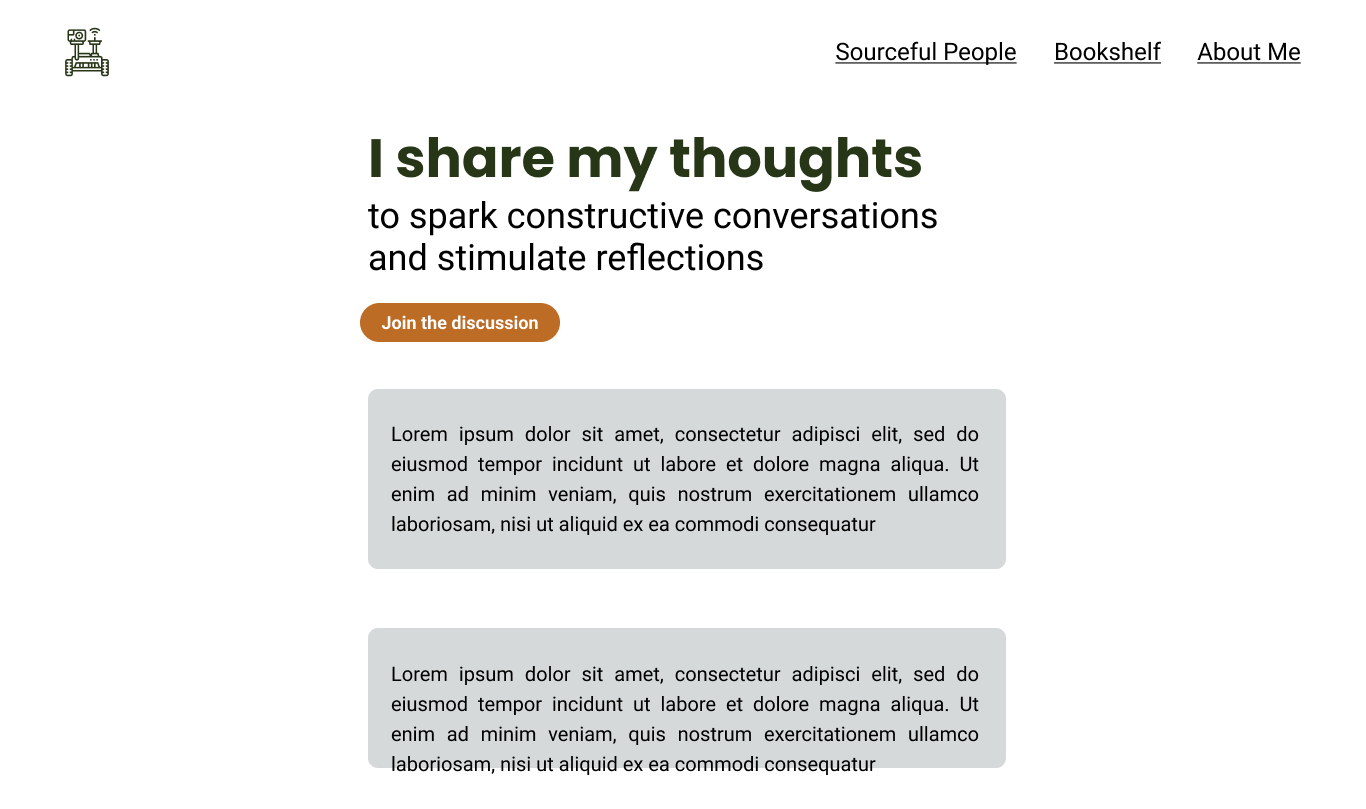 Sourceful People Bookshelf About Me
I share my thoughts
to spark constructive conversations
and stimulate reflections
Join the discussion
Lorem ipsum dolor sit amet, consectetur adipisci elit, sed do
eiusmod tempor incidunt ut labore et dolore magna aliqua. Ut
enim ad minim veniam, quis nostrum exercitationem ullamco
laboriosam, nisi ut aliquid ex ea commodi consequatur
Lorem ipsum dolor sit amet, consectetur adipisci elit, sed do
eiusmod tempor incidunt ut labore et dolore magna aliqua. Ut
enim ad minim veniam, quis nostrum exercitationem ullamco
laboriosam, nisi ut aliquid ex ea commodi consequatur